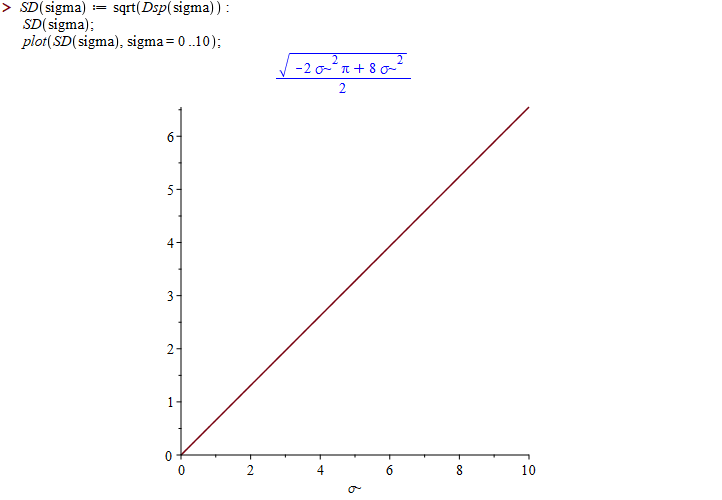 > SD(sigma) := sqrt(Dsp(sigma)) :
SD(sigma);
plot(SD(sigma), sigma = 0 ..10);
√(-2 σ~² π + 8 σ~²)
2
6
5
4
3
2
1
0
0 2 4 6 8 10
σ~